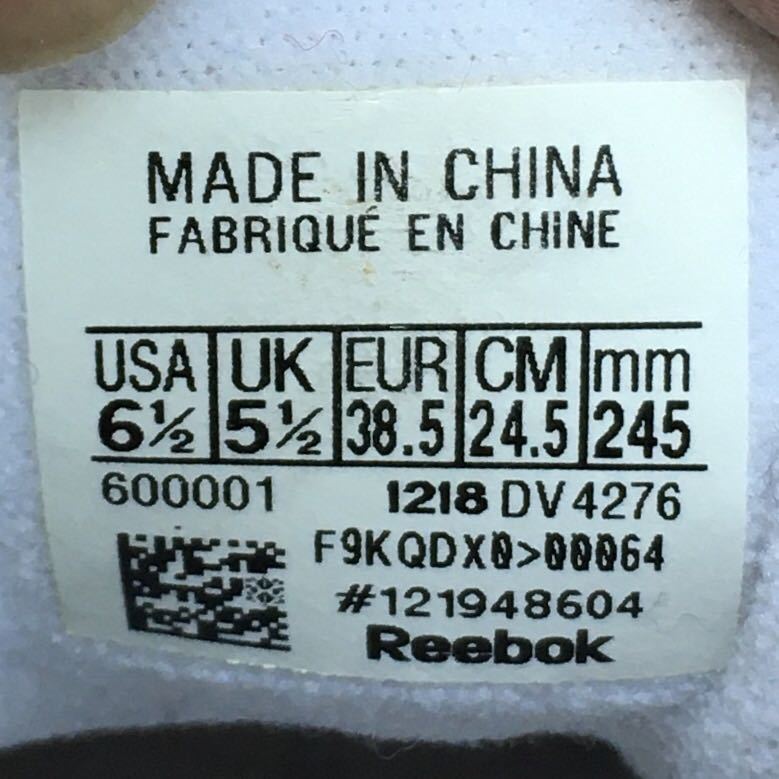 MADE IN CHINA
FABRIQUÉ EN CHINE
USA UK EUR CM mm
6½ 5½ 38.5 24.5 245
600001 1218 DV4276
F9KQDX0>00064
#121948604
Reebok